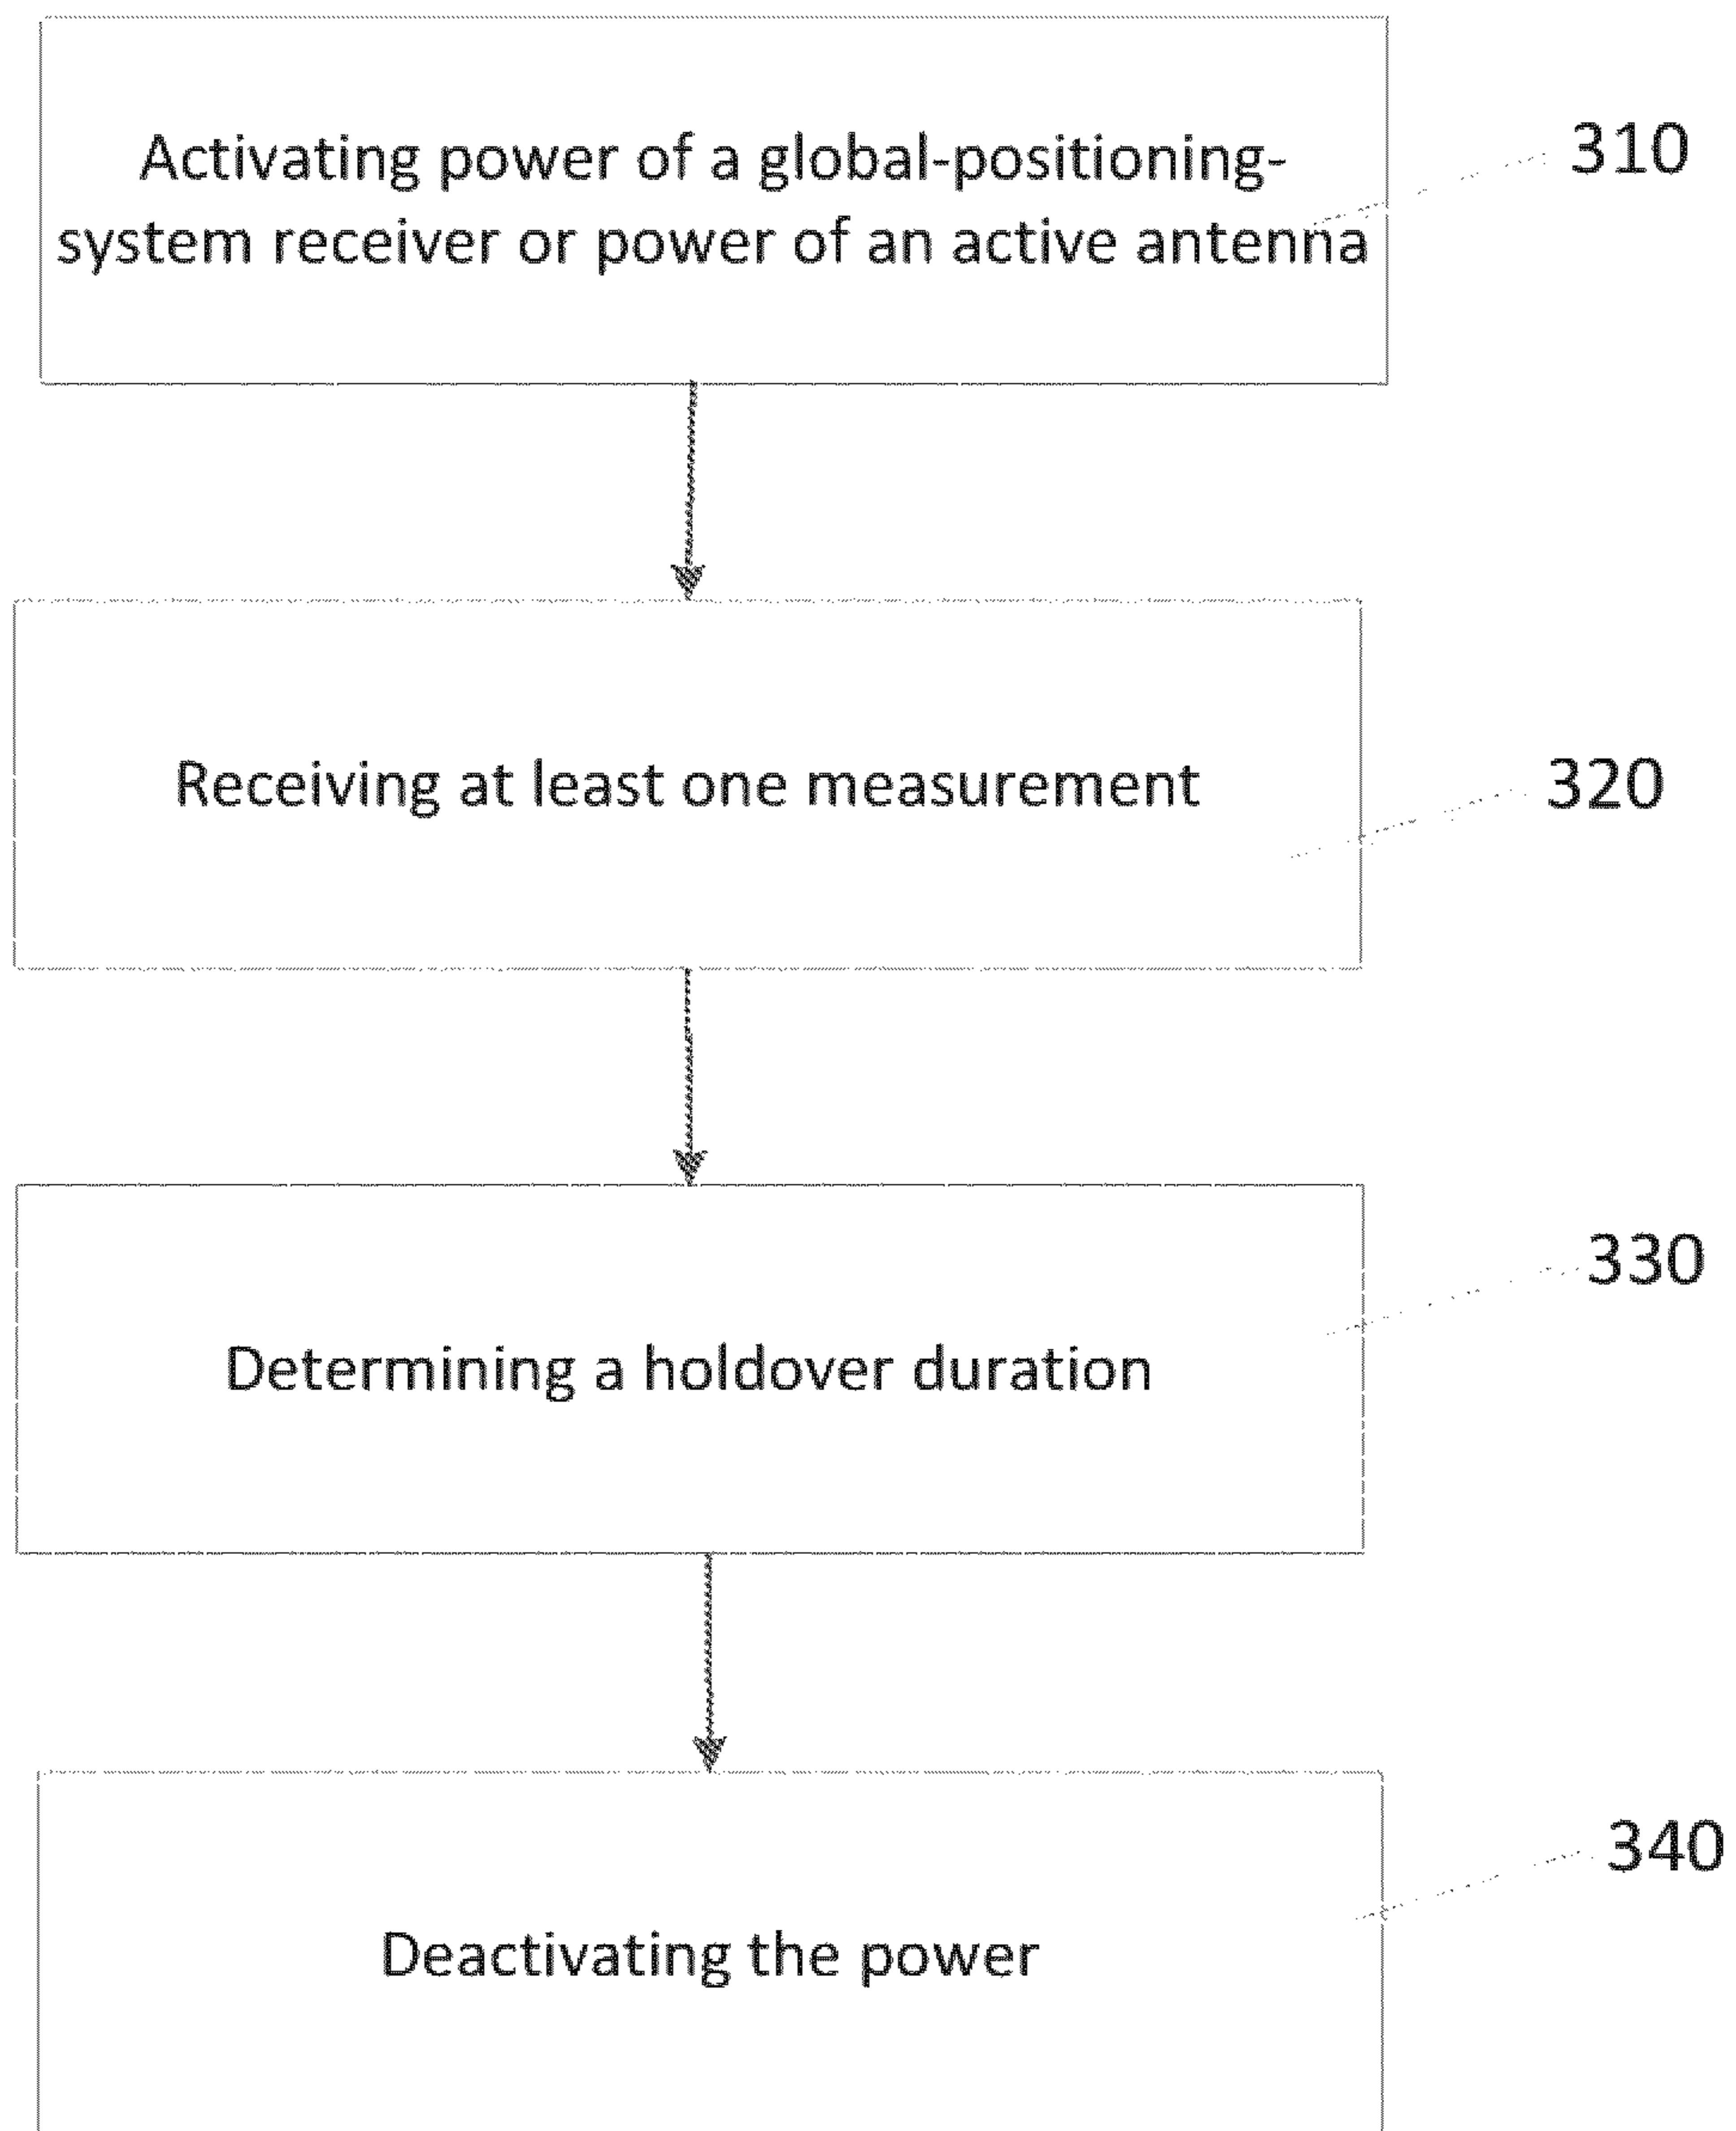 Activating power of a global-positioning-
system receiver or power of an active antenna
310
Receiving at least one measurement
320
Determining a holdover duration
330
Deactivating the power
340